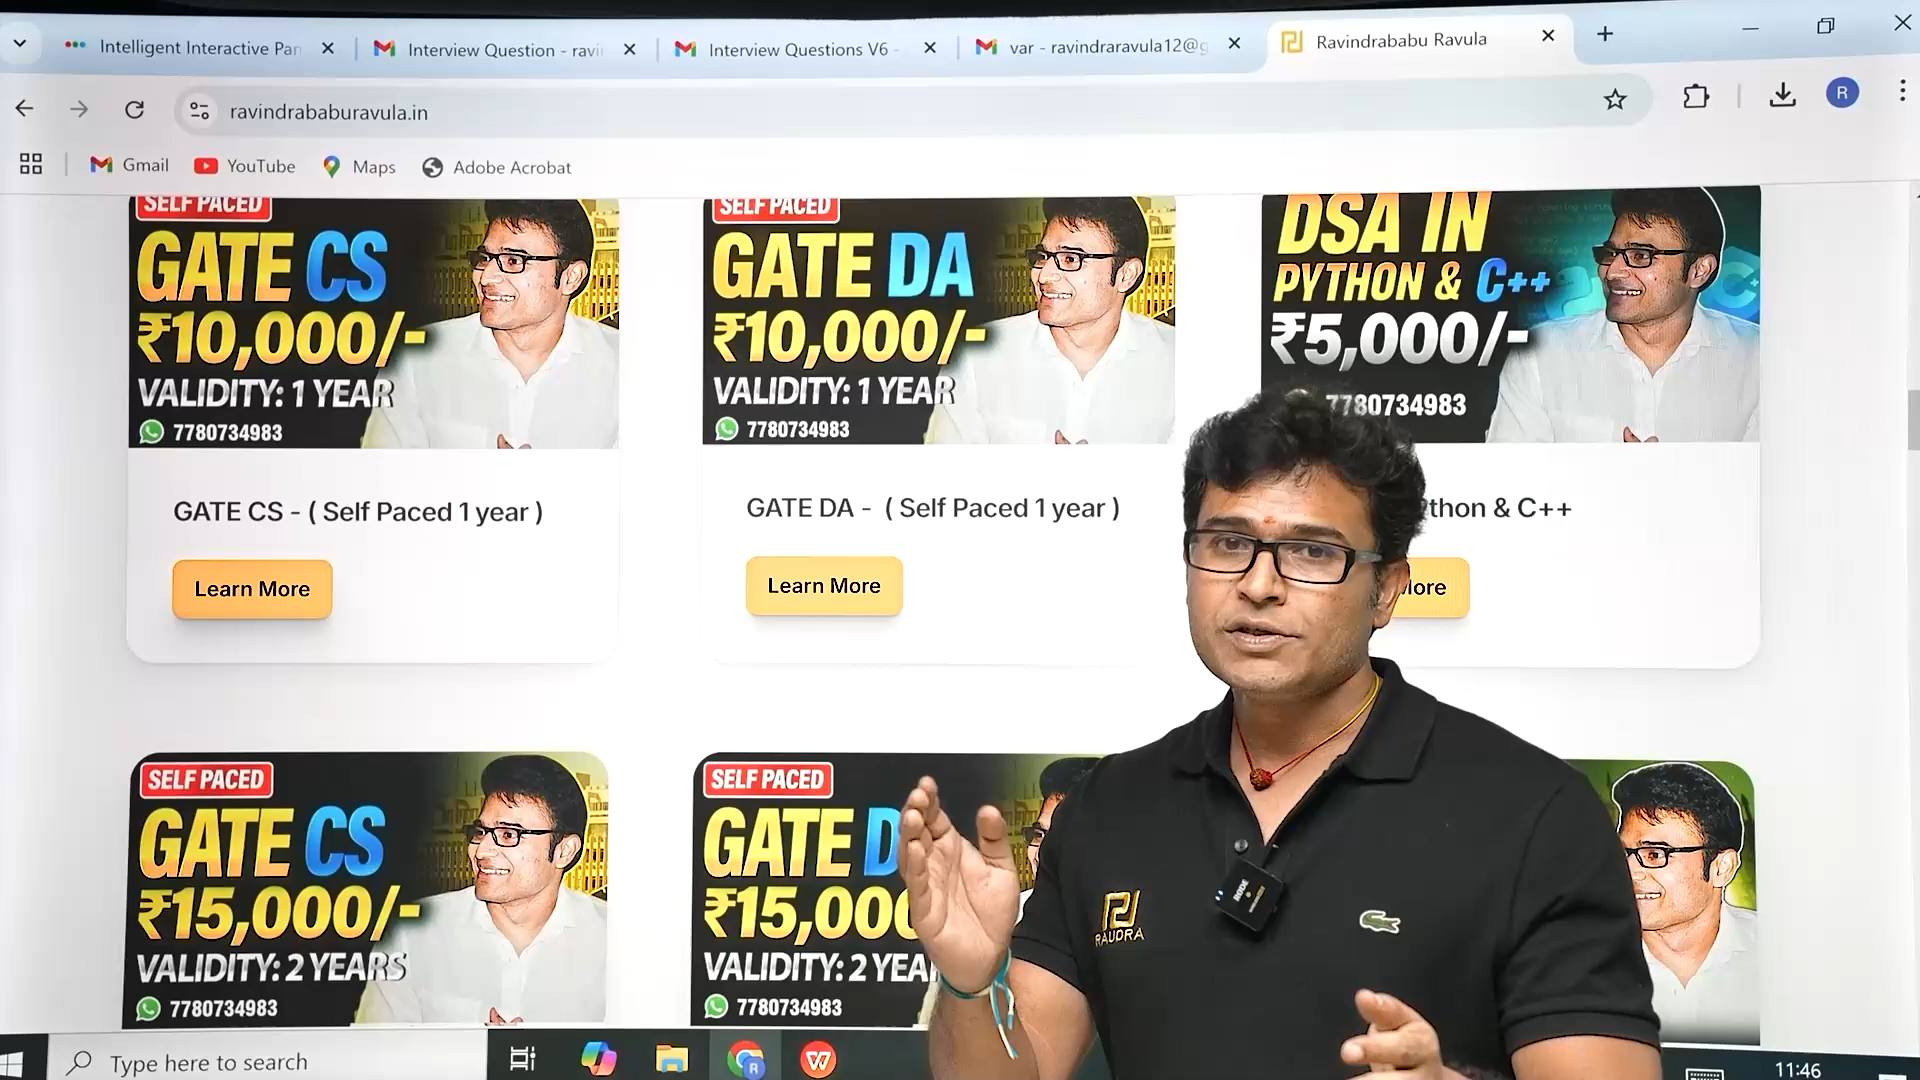 Intelligent Interactive Pan
Interview Question - ravi
Interview Questions V6 -
var - ravindraravula12@g
Ravindrababu Ravula
ravindrababuravula.in
R
Gmail
YouTube
Maps
Adobe Acrobat
SELF PACED
GATE CS
₹10,000/-
VALIDITY: 1 YEAR
7780734983
GATE CS - ( Self Paced 1 year )
Learn More
SELF PACED
GATE DA
₹10,000/-
VALIDITY: 1 YEAR
7780734983
GATE DA - ( Self Paced 1 year )
Learn More
DSA IN
PYTHON & C++
₹5,000/-
7780734983
thon & C++
More
SELF PACED
GATE CS
₹15,000/-
VALIDITY: 2 YEARS
7780734983
SELF PACED
GATE D
₹15,000
VALIDITY: 2 YEA
7780734983
RAUDRA
RØDE
Type here to search
R
11:46